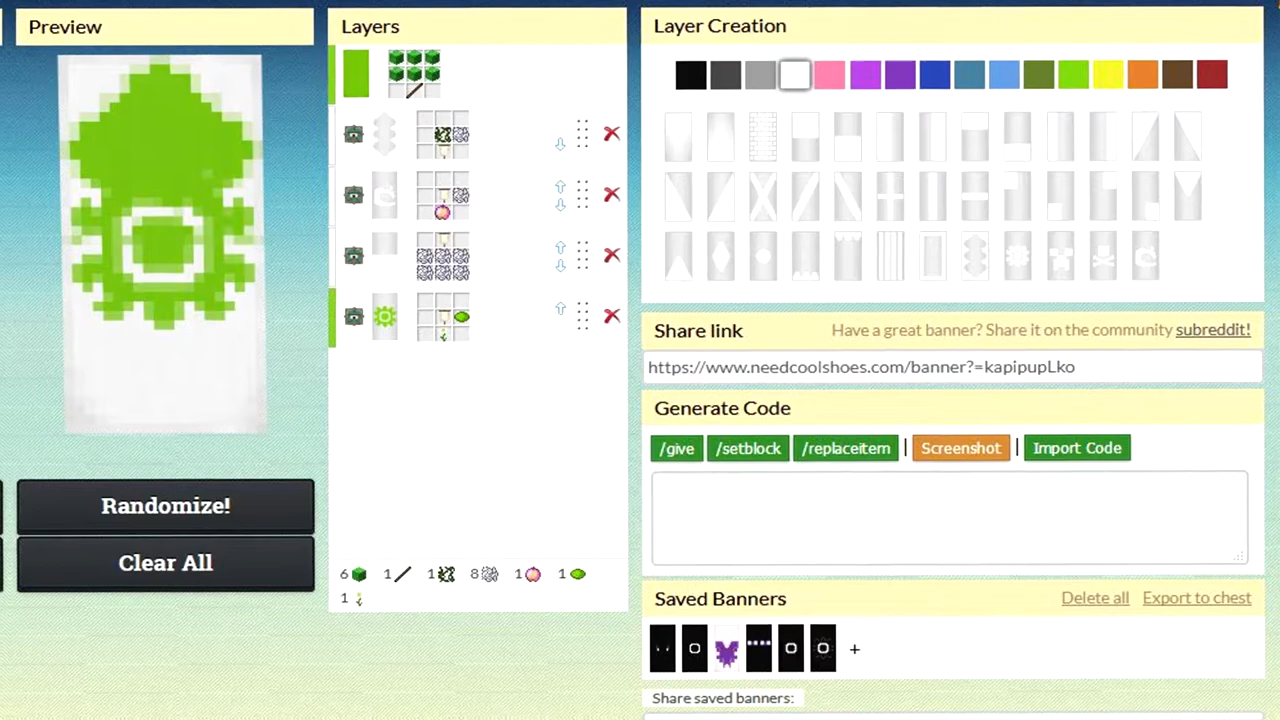 Preview
Layers
Layer Creation
Share link
Have a great banner? Share it on the community subreddit!
https://www.needcoolshoes.com/banner?=kapipupLko
Generate Code
/give
/setblock
/replaceitem
|
Screenshot
|
Import Code
Randomize!
Clear All
6 1 1 8 1 1
1
Saved Banners
Delete all
Export to chest
+
Share saved banners: